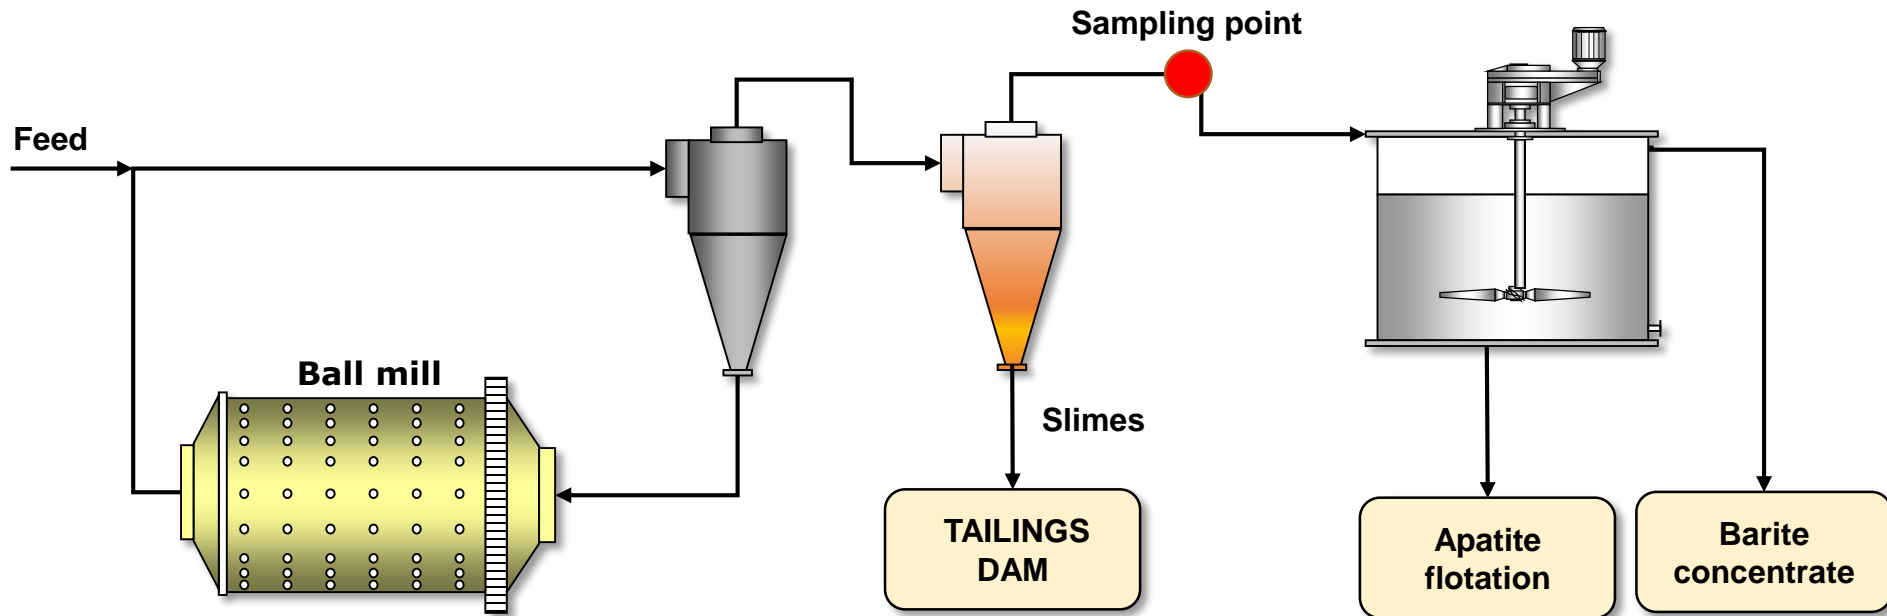 Sampling point
Feed
Ball mill
Slimes
TAILINGS
DAM
Apatite
flotation
Barite
concentrate